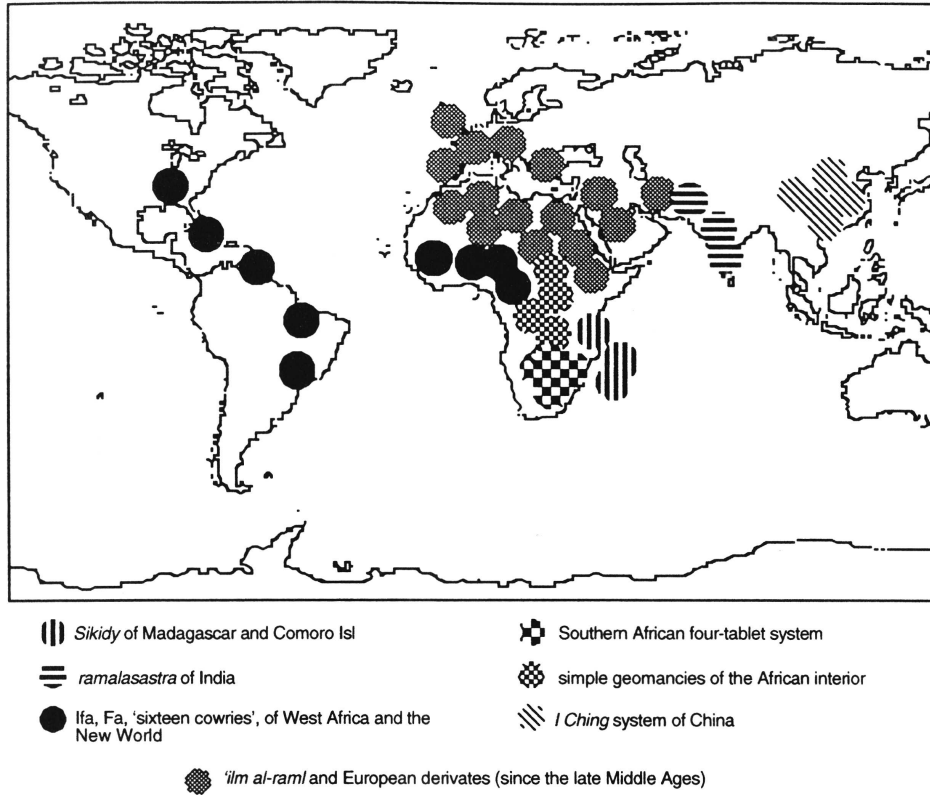 Sikidy of Madagascar and Comoro Isl
Southern African four-tablet system
ramalasastra of India
simple geomancies of the African interior
Ifa, Fa, ‘sixteen cowries’, of West Africa and the
New World
I Ching system of China
‘ilm al-raml and European derivates (since the late Middle Ages)